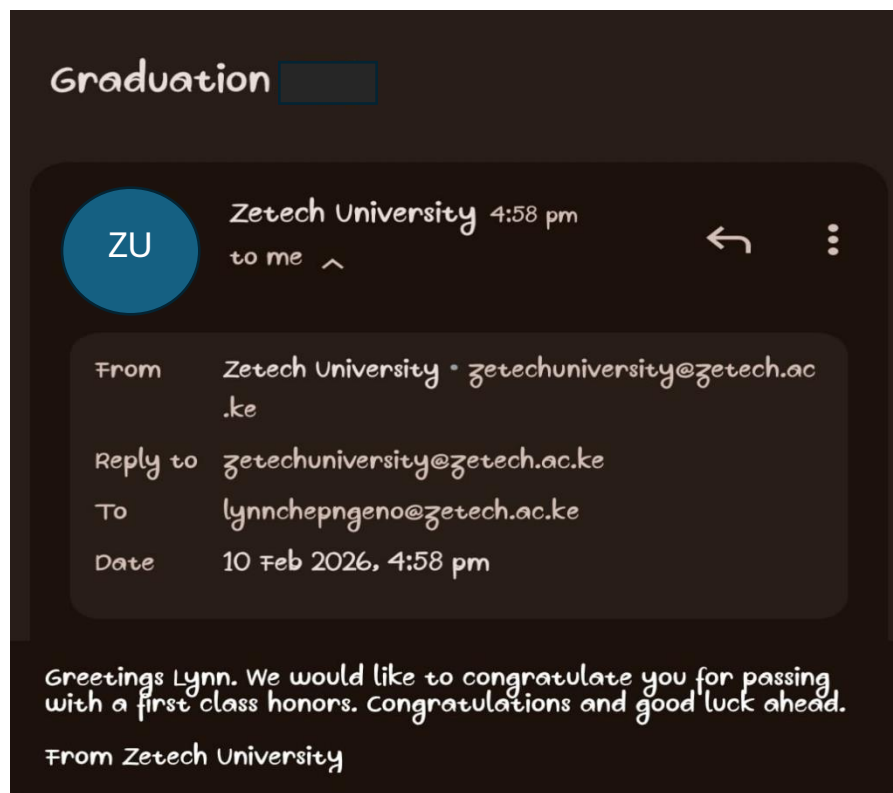 Graduation
ZU
Zetech University 4:58 pm
to me
From Zetech University • zetechuniversity@zetech.ac
.ke
Reply to zetechuniversity@zetech.ac.ke
To lynnchepngeno@zetech.ac.ke
Date 10 Feb 2026, 4:58 pm
Greetings Lynn. We would like to congratulate you for passing
with a first class honors. Congratulations and good luck ahead.
From Zetech University